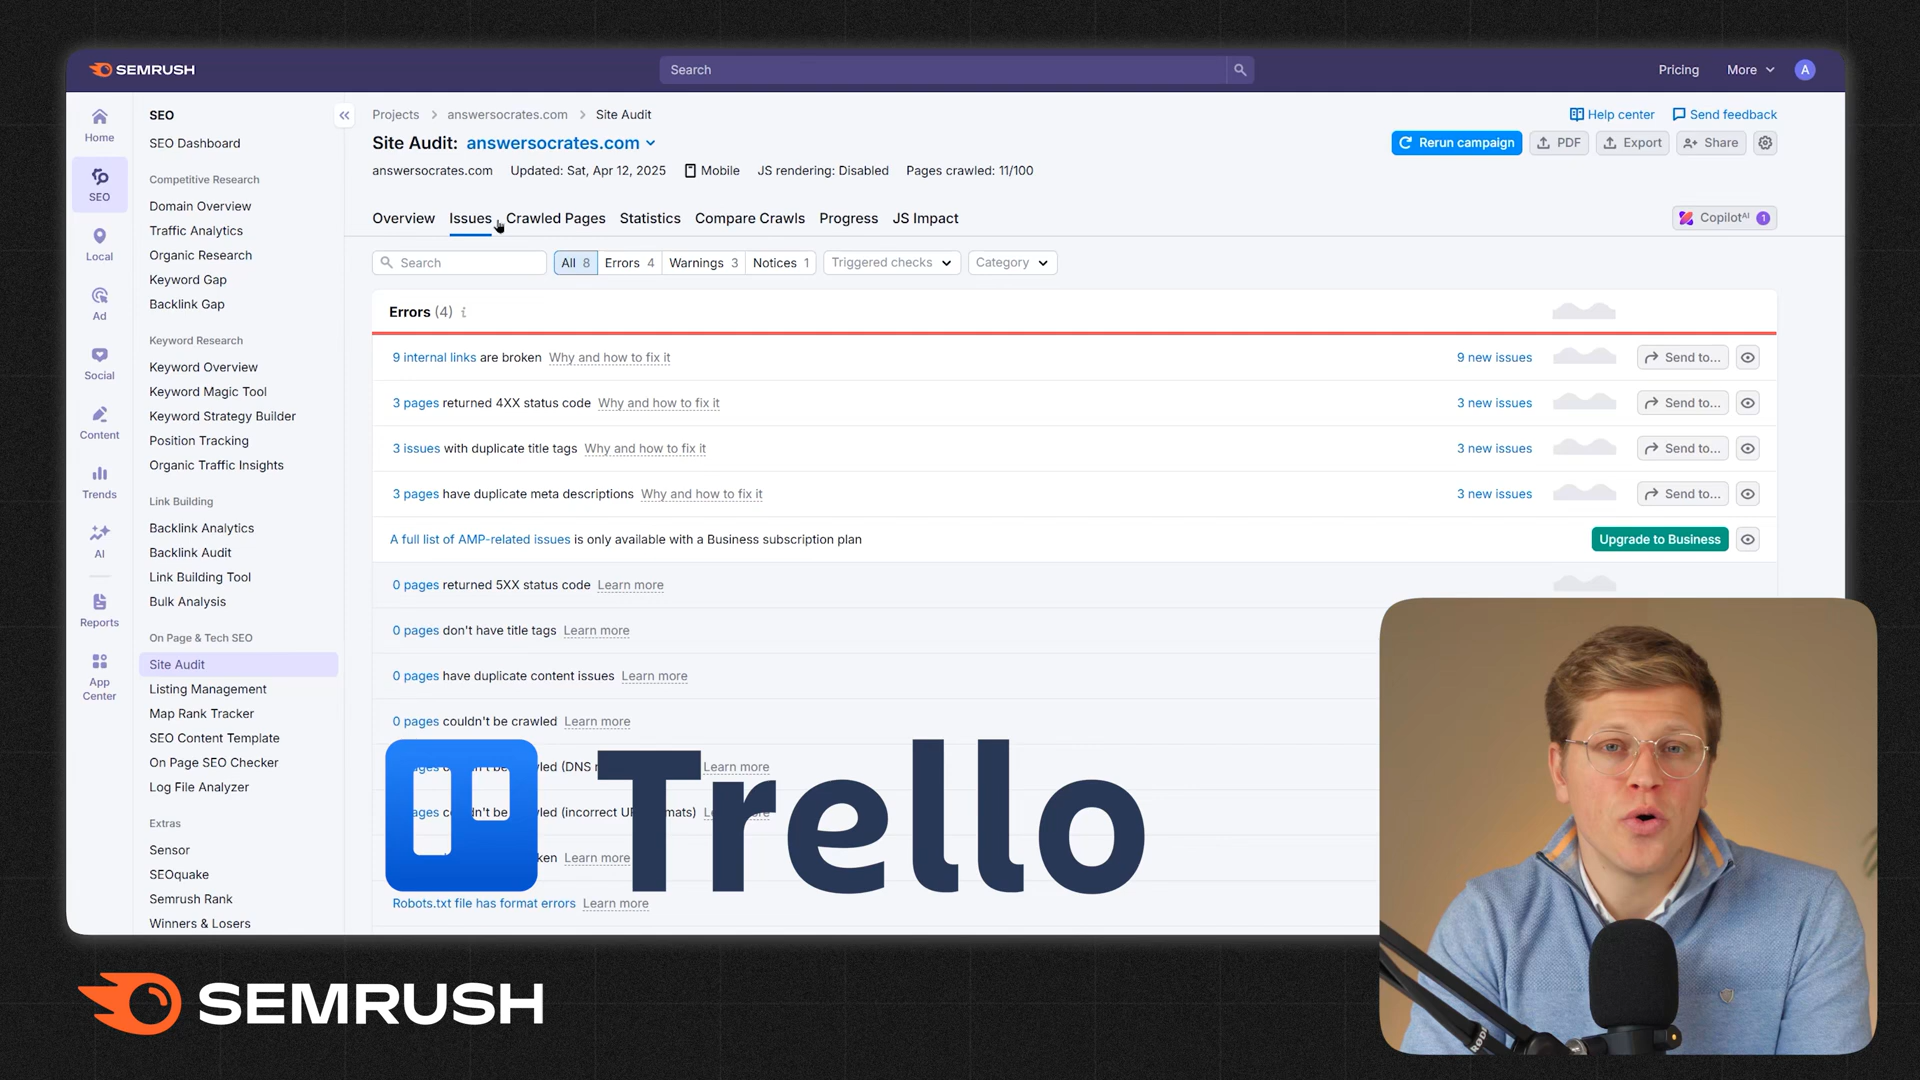 SEMRUSH
Search
Pricing
More
A
Home
SEO
Local
Ad
Social
Content
Trends
AI
Reports
App
Center
SEO
SEO Dashboard
Competitive Research
Domain Overview
Traffic Analytics
Organic Research
Keyword Gap
Backlink Gap
Keyword Research
Keyword Overview
Keyword Magic Tool
Keyword Strategy Builder
Position Tracking
Organic Traffic Insights
Link Building
Backlink Analytics
Backlink Audit
Link Building Tool
Bulk Analysis
On Page & Tech SEO
Site Audit
Listing Management
Map Rank Tracker
SEO Content Template
On Page SEO Checker
Log File Analyzer
Extras
Sensor
SEOquake
Semrush Rank
Winners & Losers
Projects > answersocrates.com > Site Audit
Help center
Send feedback
Site Audit: answersocrates.com
Rerun campaign
PDF
Export
Share
answersocrates.com Updated: Sat, Apr 12, 2025 Mobile JS rendering: Disabled Pages crawled: 11/100
Overview Issues Crawled Pages Statistics Compare Crawls Progress JS Impact
Copilot AI 1
Search
All 8 Errors 4 Warnings 3 Notices 1 Triggered checks Category
Errors (4) i
9 internal links are broken Why and how to fix it 9 new issues Send to...
3 pages returned 4XX status code Why and how to fix it 3 new issues Send to...
3 issues with duplicate title tags Why and how to fix it 3 new issues Send to...
3 pages have duplicate meta descriptions Why and how to fix it 3 new issues Send to...
A full list of AMP-related issues is only available with a Business subscription plan Upgrade to Business
0 pages returned 5XX status code Learn more
0 pages don't have title tags Learn more
0 pages have duplicate content issues Learn more
0 pages couldn't be crawled Learn more
(DNS Learn more
(incorrect
Learn more
Trello
Robots.txt file has format errors Learn more
SEMRUSH
RØDE